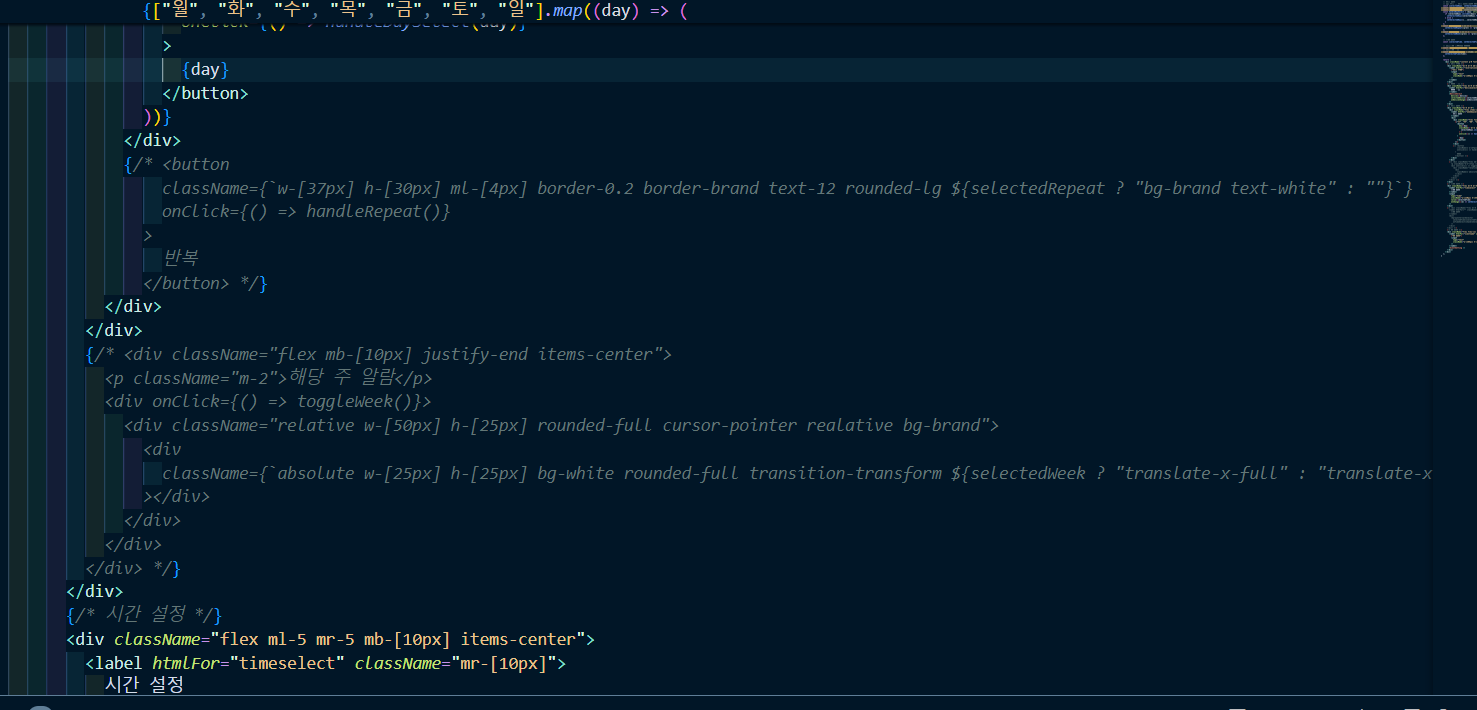 {["월", "화", "수", "목", "금", "토", "일"].map((day) => (
onClick={() => handleDaySelect(day)}
>
{day}
</button>
))}
</div>
{/* <button
className={`w-[37px] h-[30px] ml-[4px] border-0.2 border-brand text-12 rounded-lg ${selectedRepeat ? "bg-brand text-white" : ""}`}
onClick={() => handleRepeat()}
>
반복
</button> */}
</div>
</div>
{/* <div className="flex mb-[10px] justify-end items-center">
<p className="m-2">해당 주 알람</p>
<div onClick={() => toggleWeek()}>
<div className="relative w-[50px] h-[25px] rounded-full cursor-pointer realative bg-brand">
<div
className={`absolute w-[25px] h-[25px] bg-white rounded-full transition-transform ${selectedWeek ? "translate-x-full" : "translate-x
></div>
</div>
</div>
</div> */}
</div>
{/* 시간 설정 */}
<div className="flex ml-5 mr-5 mb-[10px] items-center">
<label htmlFor="timeselect" className="mr-[10px]">
시간 설정